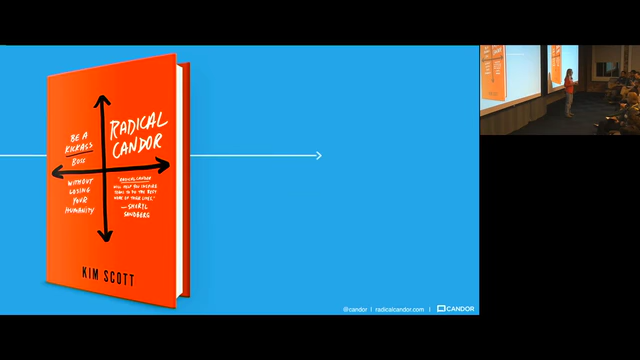 BE A
KICKASS
BOSS
WITHOUT
LOSING
YOUR
HUMANITY
RADICAL
CANDOR
"RADICAL CANDOR
WILL HELP YOU INSPIRE
TEAMS TO DO THE BEST
WORK OF THEIR LIVES."
—SHERYL
SANDBERG
KIM SCOTT
@candor | radicalcandor.com | CANDOR